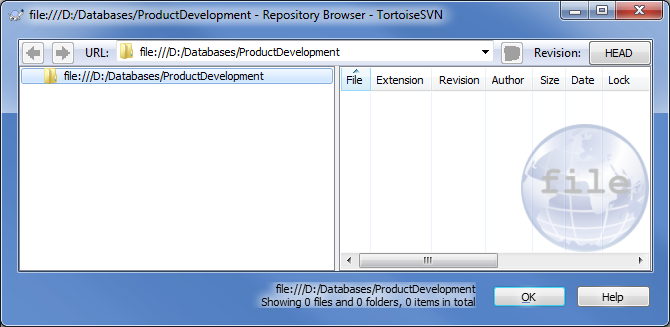 file:///D:/Databases/ProductDevelopment - Repository Browser - TortoiseSVN
URL: file:///D:/Databases/ProductDevelopment Revision: HEAD
file:///D:/Databases/ProductDevelopment
File Extension Revision Author Size Date Lock
file
file:///D:/Databases/ProductDevelopment
Showing 0 files and 0 folders, 0 items in total
OK Help